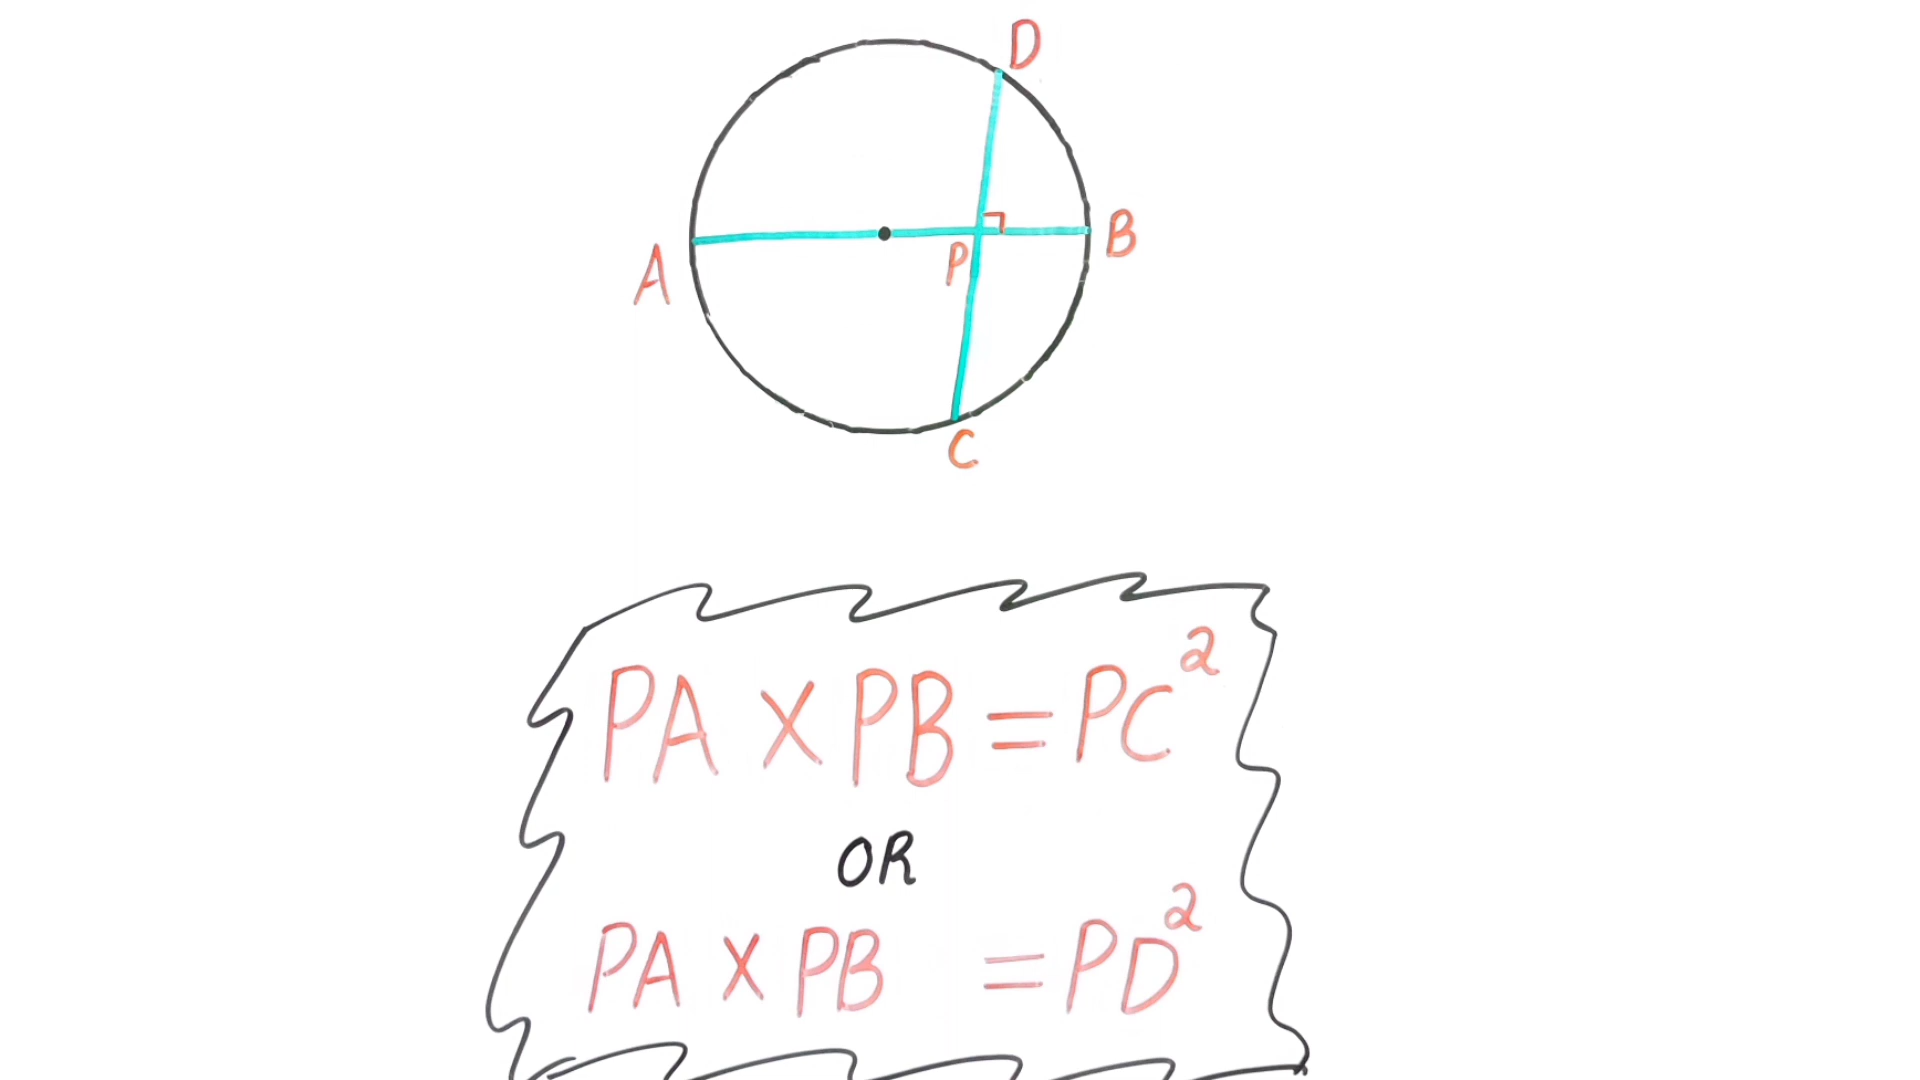 D
A
P
B
C
PA X PB = PC²
OR
PA X PB = PD²